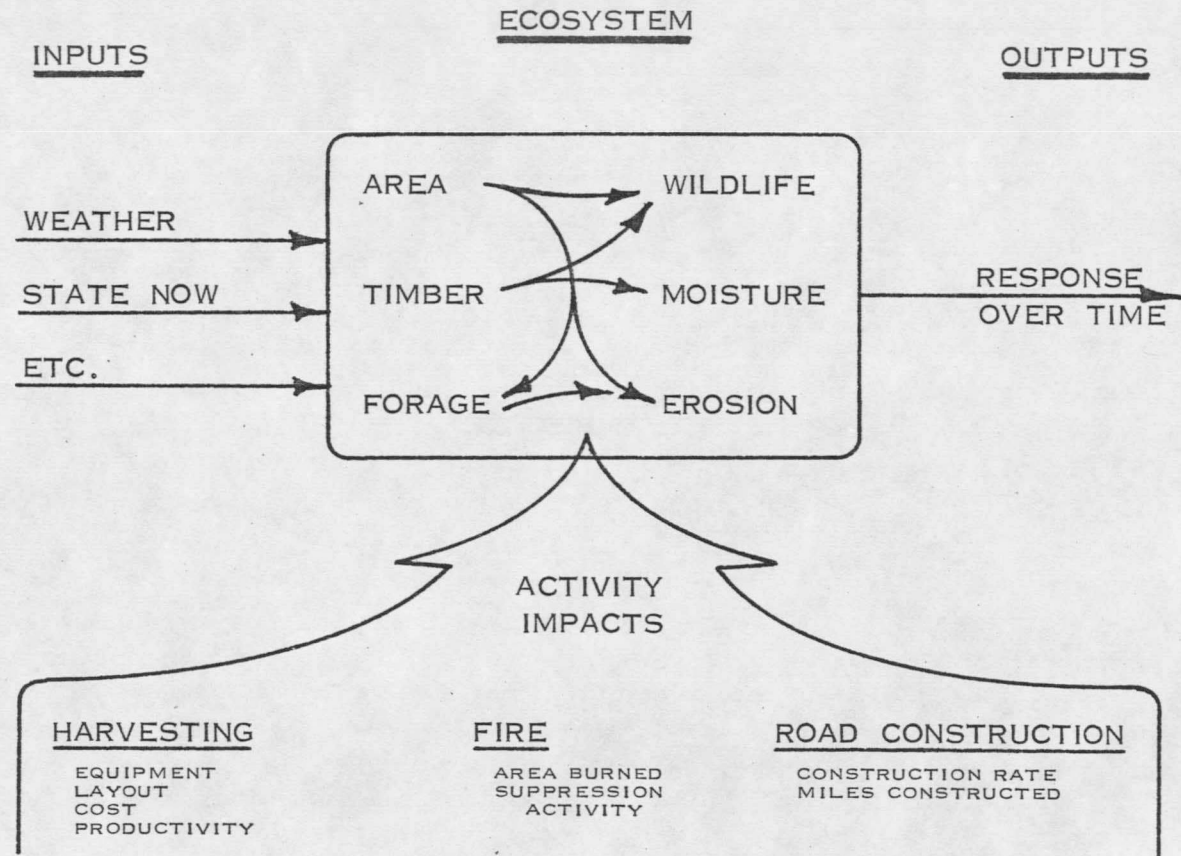 ECOSYSTEM
INPUTS
OUTPUTS
AREA
WILDLIFE
WEATHER
STATE NOW
TIMBER
MOISTURE
RESPONSE
OVER TIME
ETC.
FORAGE
EROSION
ACTIVITY
IMPACTS
HARVESTING
EQUIPMENT
LAYOUT
COST
PRODUCTIVITY
FIRE
AREA BURNED
SUPPRESSION
ACTIVITY
ROAD CONSTRUCTION
CONSTRUCTION RATE
MILES CONSTRUCTED